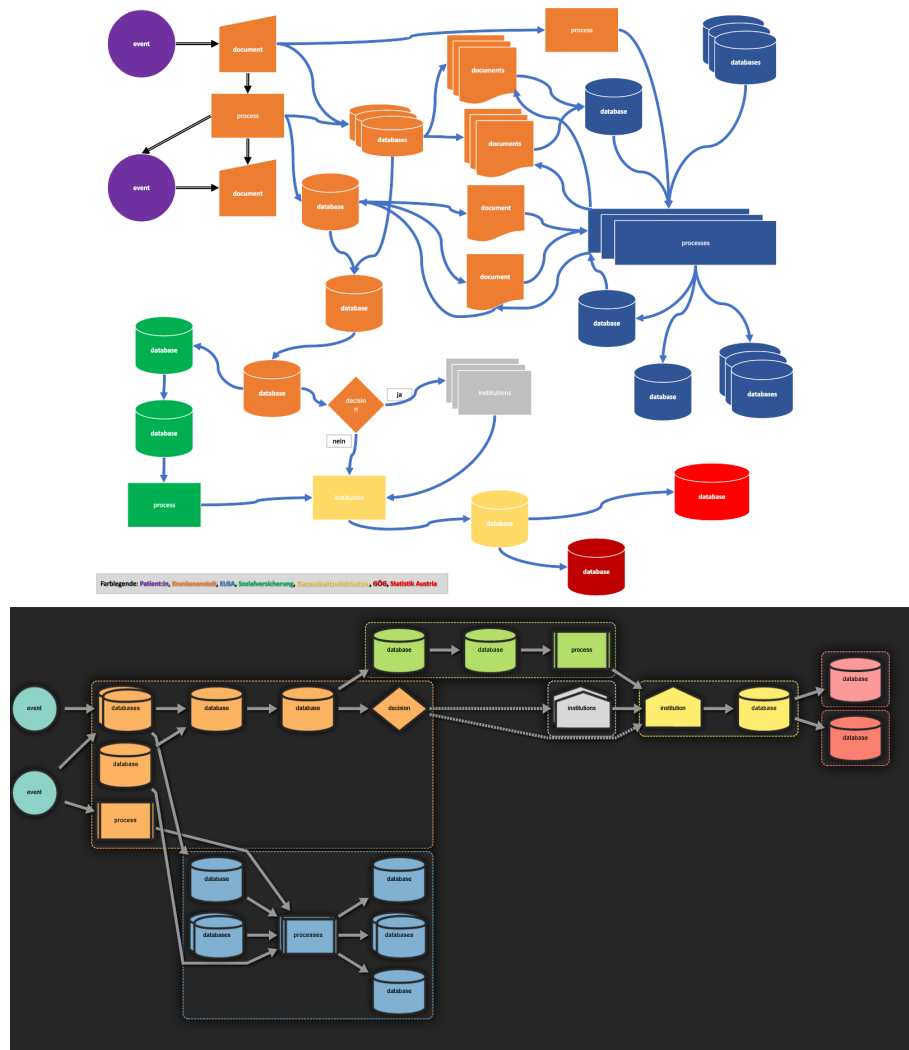 event
document
process
databases
documents
database
process
databases
documents
event
document
database
document
processes
document
database
database
database
databases
database
database
decisio
n
ja
institutions
nein
database
process
institution
database
database
database
Farblegende: Patient:in, Krankenanstalt, ELGA, Sozialversicherung, Gesundheitsministerium, GÖG, Statistik Austria
database
database
process
event
databases
database
database
decision
institutions
institution
database
database
database
database
event
process
database
database
databases
processes
databases
database